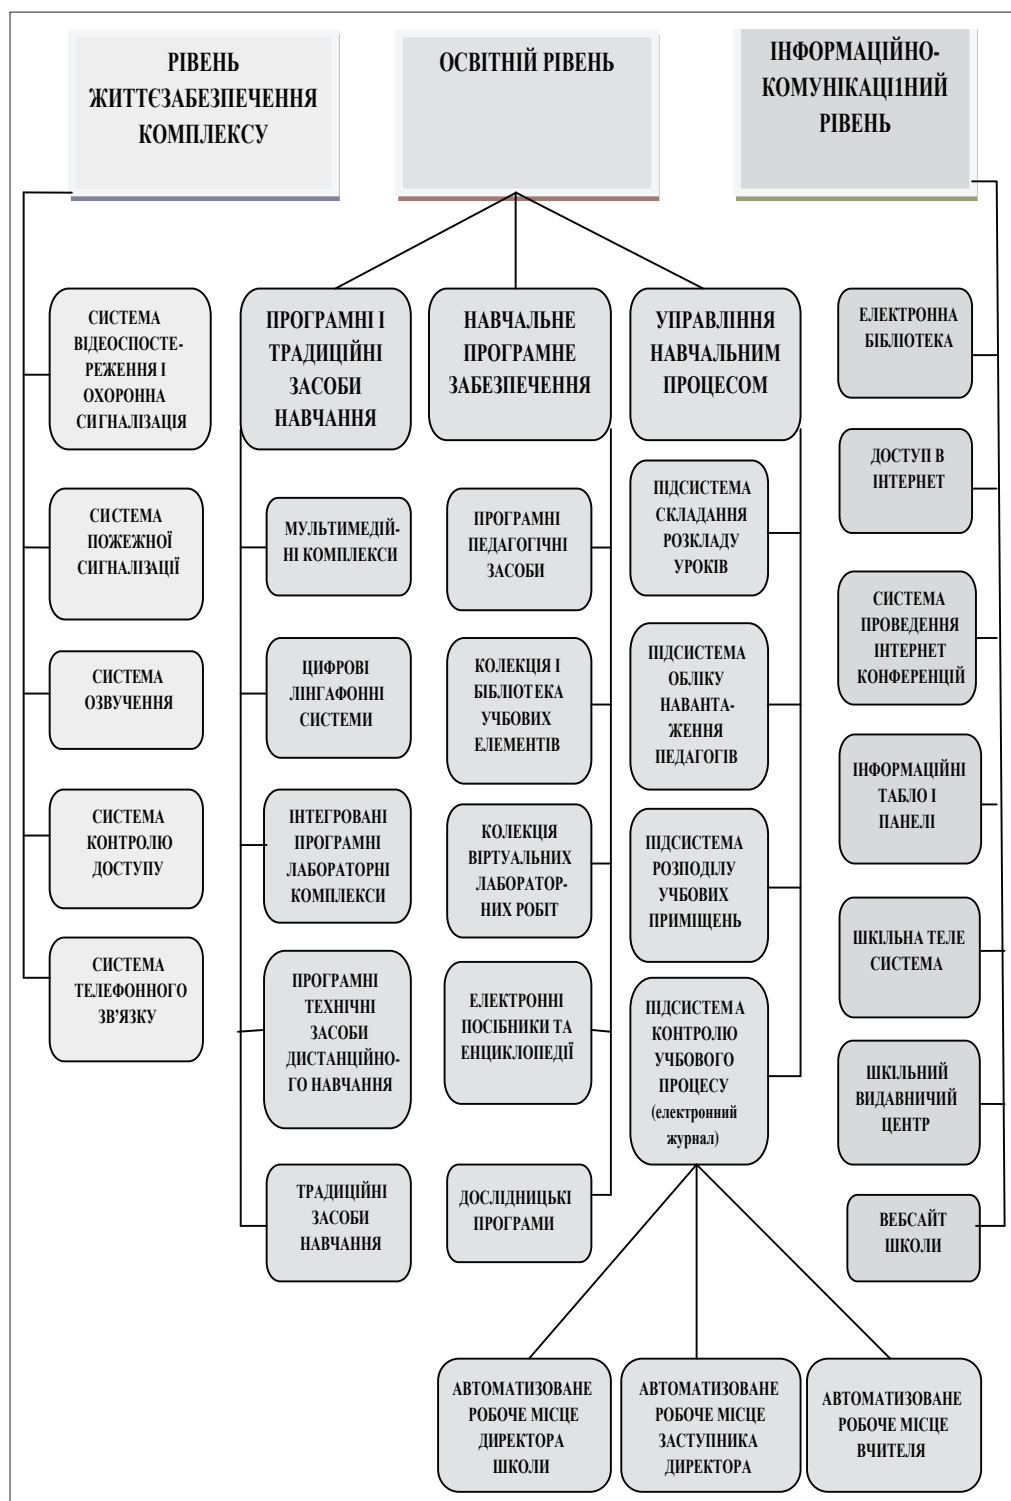 РІВЕНЬ
ЖИТТЄЗАБЕЗПЕЧЕННЯ
КОМПЛЕКСУ
ОСВІТНІЙ РІВЕНЬ
ІНФОРМАЦІЙНО-
КОМУНІКАЦІ1НИЙ
РІВЕНЬ
СИСТЕМА
ВІДЕОСПОСТЕ-
РЕЖЕННЯ І
ОХОРОННА
СИГНАЛІЗАЦІЯ
СИСТЕМА
ПОЖЕЖНОЇ
СИГНАЛІЗАЦІЇ
СИСТЕМА
ОЗВУЧЕННЯ
СИСТЕМА
КОНТРОЛЮ
ДОСТУПУ
СИСТЕМА
ТЕЛЕФОННОГО
ЗВ’ЯЗКУ
ПРОГРАМНІ І
ТРАДИЦІЙНІ
ЗАСОБИ
НАВЧАННЯ
МУЛЬТИМЕДІЙ-
НІ КОМПЛЕКСИ
ЦИФРОВІ
ЛІНГАФОННІ
СИСТЕМИ
ІНТЕГРОВАНІ
ПРОГРАМНІ
ЛАБОРАТОРНІ
КОМПЛЕКСИ
ПРОГРАМНІ
ТЕХНІЧНІ
ЗАСОБИ
ДИСТАНЦІЙНО-
ГО НАВЧАННЯ
ТРАДИЦІЙНІ
ЗАСОБИ
НАВЧАННЯ
НАВЧАЛЬНЕ
ПРОГРАМНЕ
ЗАБЕЗПЕЧЕННЯ
ПРОГРАМНІ
ПЕДАГОГІЧНІ
ЗАСОБИ
КОЛЕКЦІЯ І
БІБЛІОТЕКА
УЧБОВИХ
ЕЛЕМЕНТІВ
КОЛЕКЦІЯ
ВІРТУАЛЬНИХ
ЛАБОРАТОР-
НИХ РОБІТ
ЕЛЕКТРОННІ
ПОСІБНИКИ ТА
ЕНЦИКЛОПЕДІЇ
ДОСЛІДНИЦЬКІ
ПРОГРАМИ
УПРАВЛІННЯ
НАВЧАЛЬНИМ
ПРОЦЕСОМ
ПІДСИСТЕМА
СКЛАДАННЯ
РОЗКЛАДУ
УРОКІВ
ПІДСИСТЕМА
ОБЛІКУ
НАВАНТА-
ЖЕННЯ
ПЕДАГОГІВ
ПІДСИСТЕМА
РОЗПОДІЛУ
УЧБОВИХ
ПРИМІЩЕНЬ
ПІДСИСТЕМА
КОНТРОЛЮ
УЧБОВОГО
ПРОЦЕСУ
(електронний
журнал)
ЕЛЕКТРОННА
БІБЛІОТЕКА
ДОСТУП В
ІНТЕРНЕТ
СИСТЕМА
ПРОВЕДЕННЯ
ІНТЕРНЕТ
КОНФЕРЕНЦІЙ
ІНФОРМАЦІЙНІ
ТАБЛО І
ПАНЕЛІ
ШКІЛЬНА ТЕЛЕ
СИСТЕМА
ШКІЛЬНИЙ
ВИДАВНИЧИЙ
ЦЕНТР
ВЕБСАЙТ
ШКОЛИ
АВТОМАТИЗОВАНЕ
РОБОЧЕ МІСЦЕ
ДИРЕКТОРА
ШКОЛИ
АВТОМАТИЗОВАНЕ
РОБОЧЕ МІСЦЕ
ЗАСТУПНИКА
ДИРЕКТОРА
АВТОМАТИЗОВАНЕ
РОБОЧЕ МІСЦЕ
ВЧИТЕЛЯ